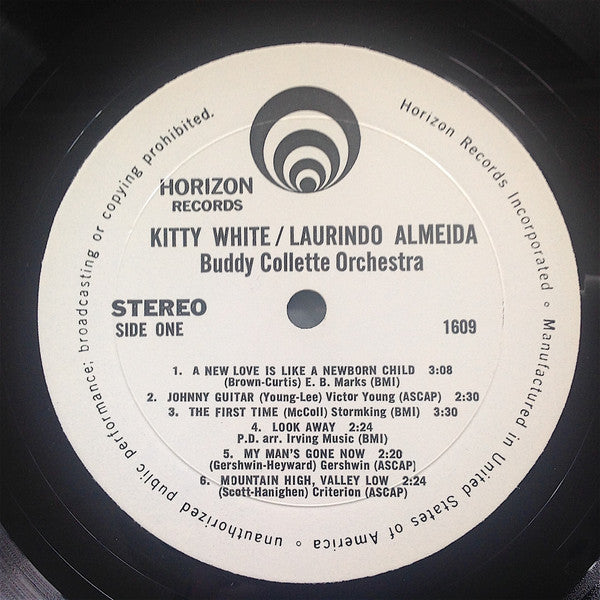 HORIZON
RECORDS
KITTY WHITE / LAURINDO ALMEIDA
Buddy Collette Orchestra
STEREO
SIDE ONE
1609
1. A NEW LOVE IS LIKE A NEWBORN CHILD 3:08
(Brown-Curtis) E. B. Marks (BMI)
2. JOHNNY GUITAR (Young-Lee) Victor Young (ASCAP) 2:30
3. THE FIRST TIME (McColl) Stormking (BMI) 3:30
4. LOOK AWAY 2:24
P.D. arr. Irving Music (BMI)
5. MY MAN'S GONE NOW 2:20
(Gershwin-Heyward) Gershwin (ASCAP)
6. MOUNTAIN HIGH, VALLEY LOW 2:24
(Scott-Hanighen) Criterion (ASCAP)
Horizon Records Incorporated ◦ Manufactured in United States of America ◦ unauthorized public performance; broadcasting or copying prohibited.